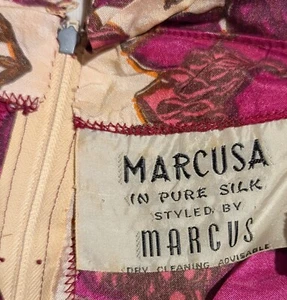 MARCUSA
IN PURE SILK
STYLED BY
MARCUS
DRY CLEANING ADVISABLE